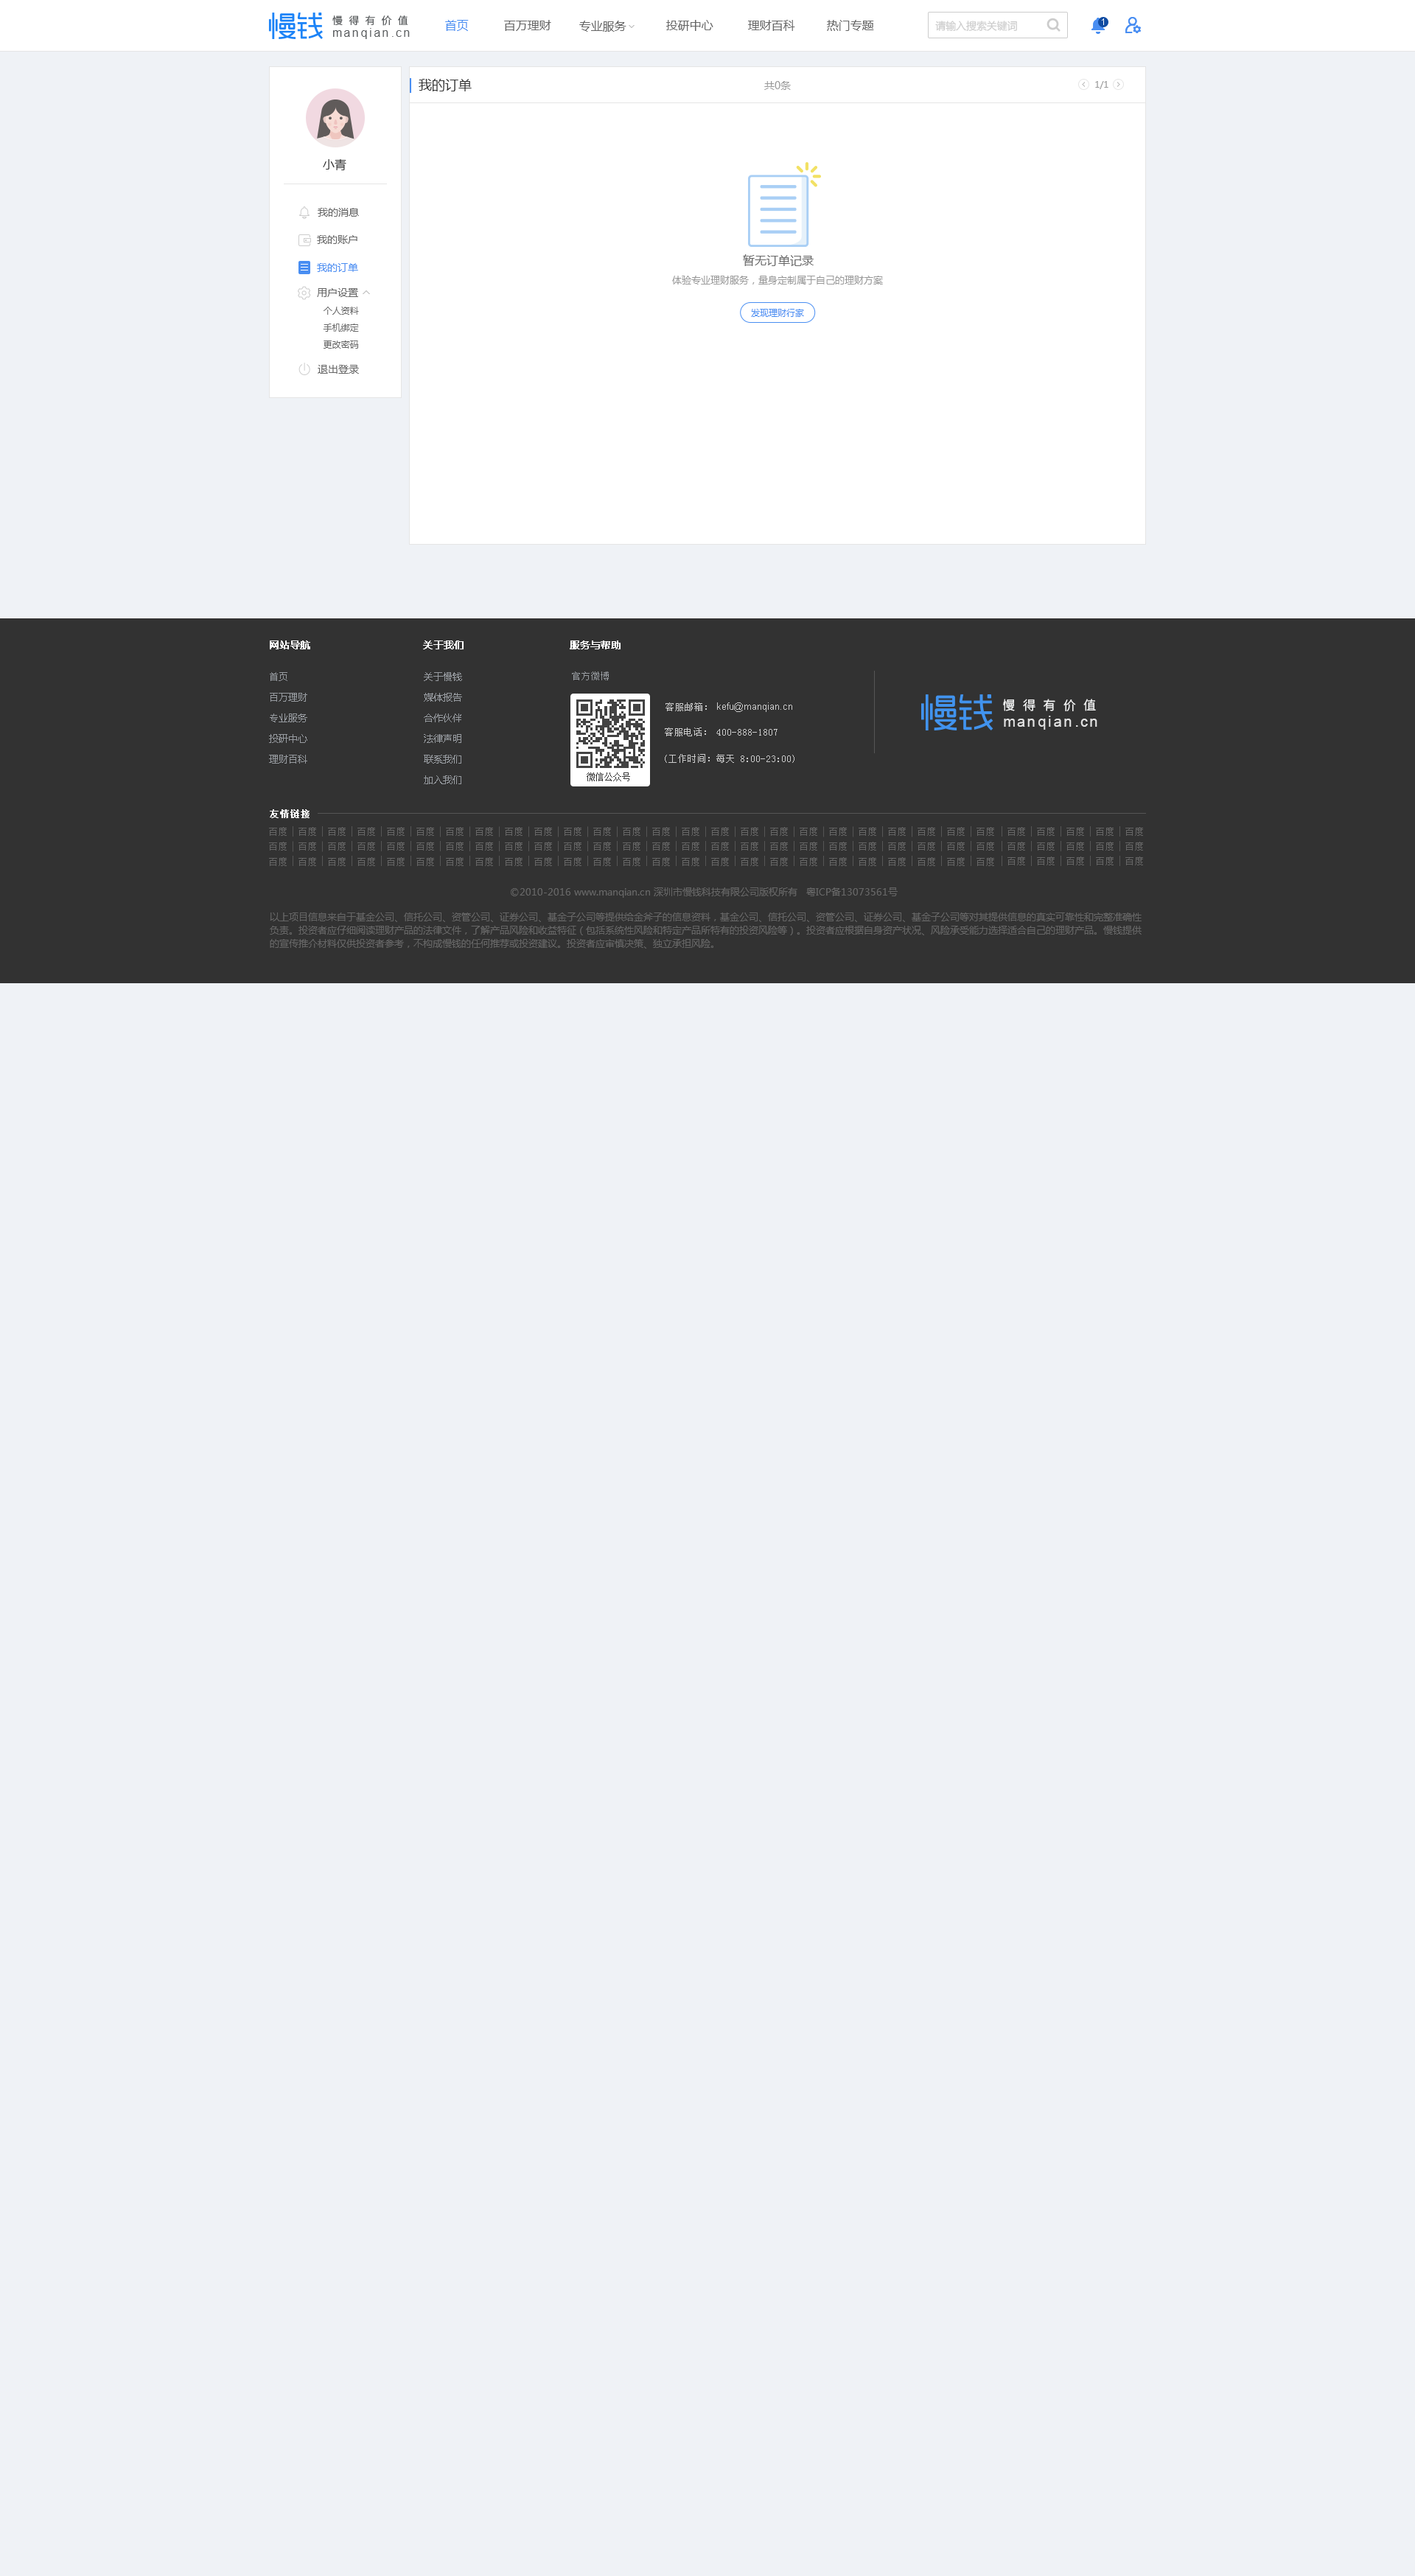 慢钱 慢得有价值
manqian.cn
首页 百万理财 专业服务 投研中心 理财百科 热门专题
请输入搜索关键词
1
小青
我的消息
我的账户
我的订单
用户设置
个人资料
手机绑定
更改密码
退出登录
我的订单 共0条 1/1
暂无订单记录
体验专业理财服务，量身定制属于自己的理财方案
发现理财行家
网站导航
首页
百万理财
专业服务
投研中心
理财百科
关于我们
关于慢钱
媒体报告
合作伙伴
法律声明
联系我们
加入我们
服务与帮助
官方微博
微信公众号
客服邮箱: kefu@manqian.cn
客服电话: 400-888-1807
(工作时间: 每天 8:00-23:00)
慢钱 慢得有价值
manqian.cn
友情链接
百度 | 百度 | 百度 | 百度 | 百度 | 百度 | 百度 | 百度 | 百度 | 百度 | 百度 | 百度 | 百度 | 百度 | 百度 | 百度 | 百度 | 百度 | 百度 | 百度 | 百度 | 百度 | 百度 | 百度 | 百度 | 百度 | 百度 | 百度 | 百度 | 百度
百度 | 百度 | 百度 | 百度 | 百度 | 百度 | 百度 | 百度 | 百度 | 百度 | 百度 | 百度 | 百度 | 百度 | 百度 | 百度 | 百度 | 百度 | 百度 | 百度 | 百度 | 百度 | 百度 | 百度 | 百度 | 百度 | 百度 | 百度 | 百度 | 百度
百度 | 百度 | 百度 | 百度 | 百度 | 百度 | 百度 | 百度 | 百度 | 百度 | 百度 | 百度 | 百度 | 百度 | 百度 | 百度 | 百度 | 百度 | 百度 | 百度 | 百度 | 百度 | 百度 | 百度 | 百度 | 百度 | 百度 | 百度 | 百度 | 百度
©2010-2016 www.manqian.cn 深圳市慢钱科技有限公司版权所有 粤ICP备13073561号
以上项目信息来自于基金公司、信托公司、资管公司、证券公司、基金子公司等提供给金斧子的信息资料，基金公司、信托公司、资管公司、证券公司、基金子公司等对其提供信息的真实可靠性和完整准确性
负责。投资者应仔细阅读理财产品的法律文件，了解产品风险和收益特征（包括系统性风险和特定产品所特有的投资风险等）。投资者应根据自身资产状况、风险承受能力选择适合自己的理财产品。慢钱提供
的宣传推介材料仅供投资者参考，不构成慢钱的任何推荐或投资建议。投资者应审慎决策、独立承担风险。